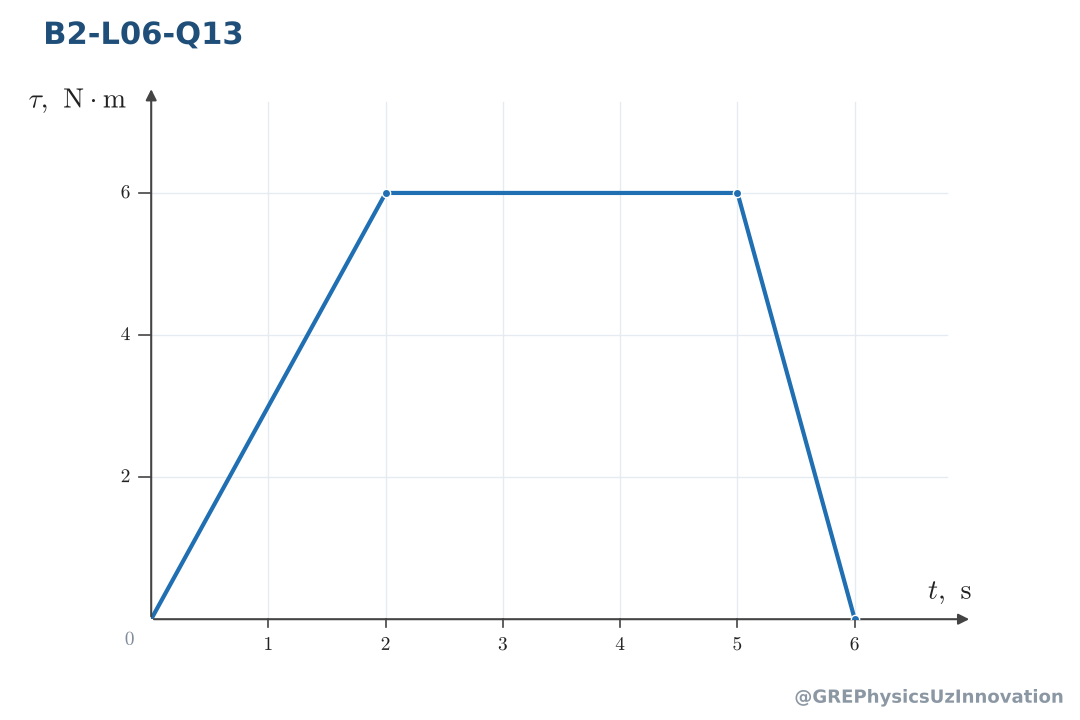 B2-L06-Q13
τ, N·m
6
4
2
0
1 2 3 4 5 6
t, s
@GREPhysicsUzInnovation